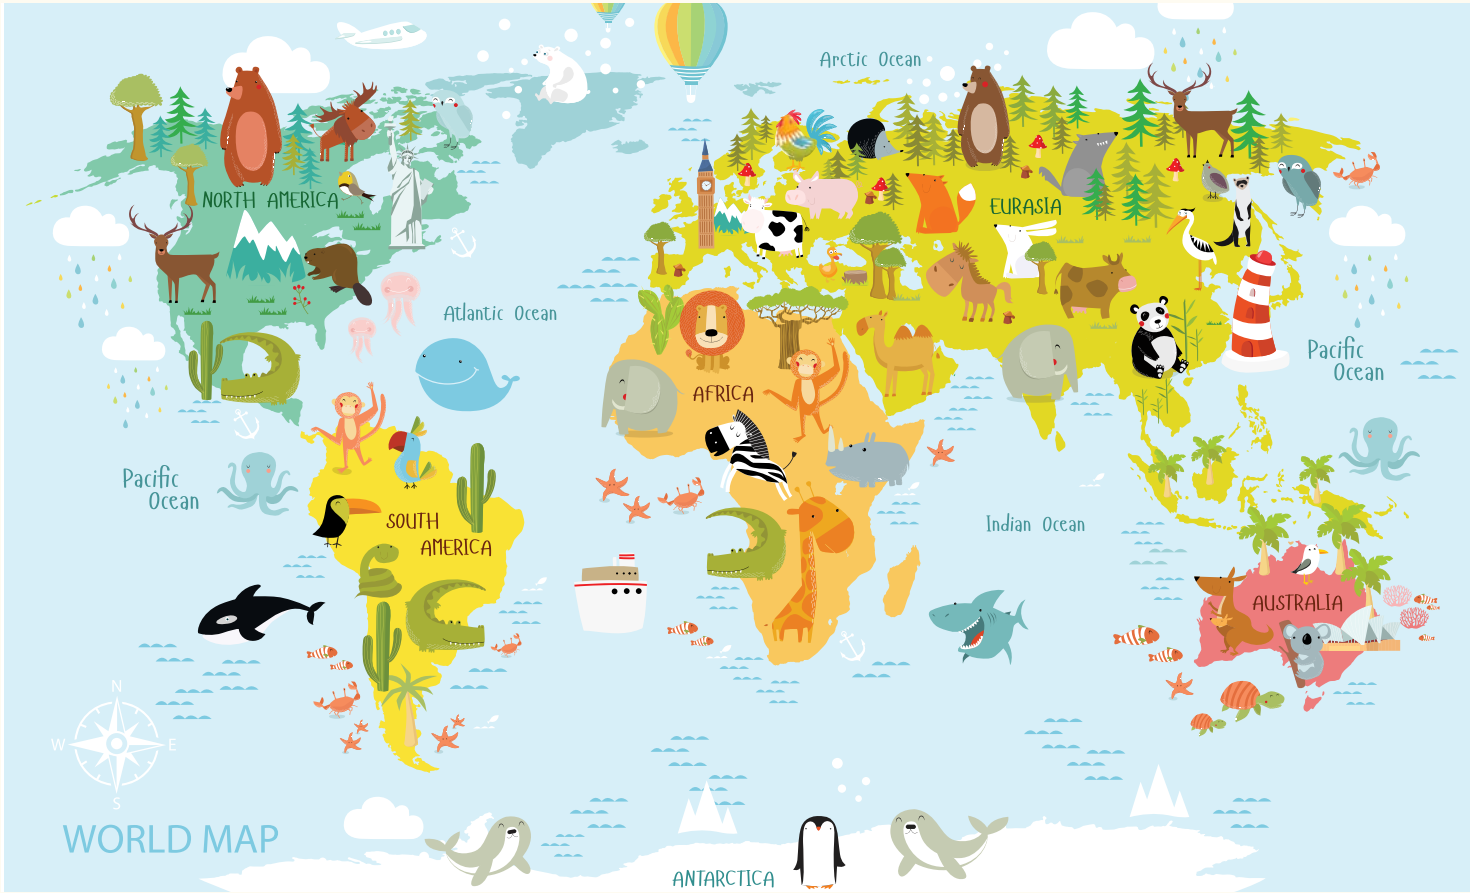 Arctic Ocean
NORTH AMERICA
EURASIA
Atlantic Ocean
Pacific
Ocean
AFRICA
Pacific
Ocean
SOUTH
AMERICA
Indian Ocean
AUSTRALIA
N
W
E
S
WORLD MAP
ANTARCTICA